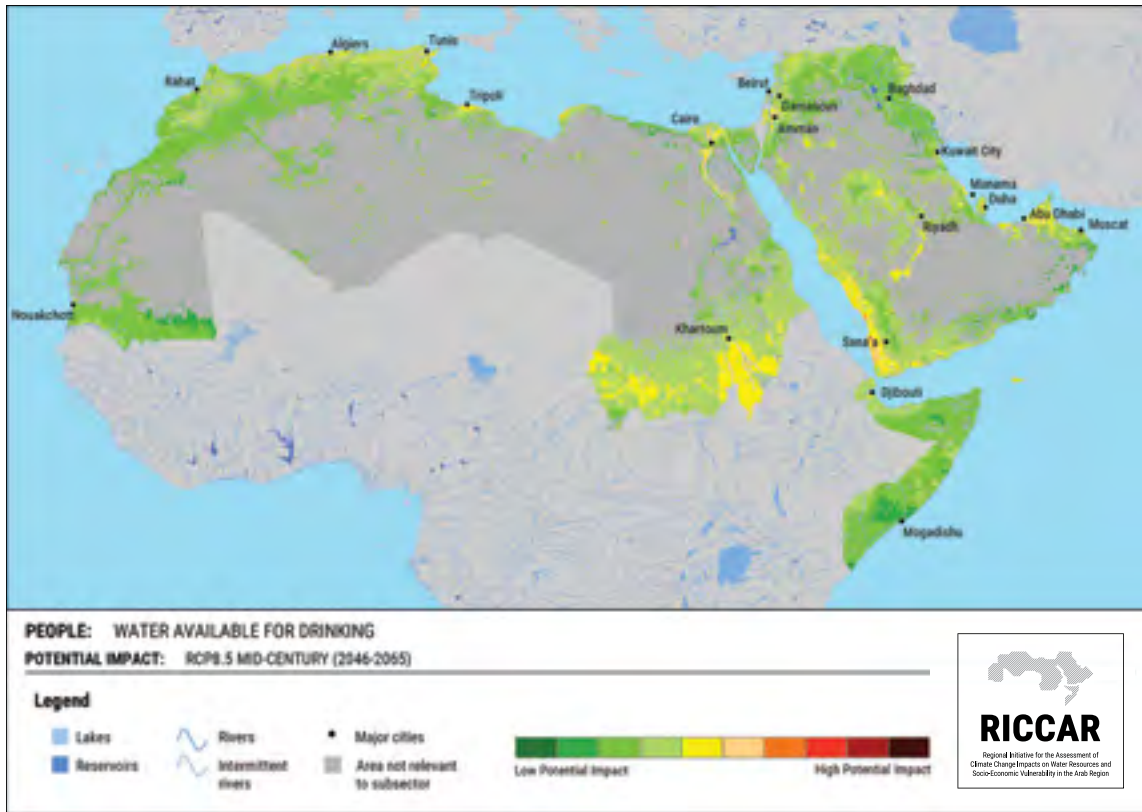 Algiers
Tunis
Rabat
Tripoli
Beirut
Baghdad
Damascus
Cairo
Amman
Kuwait City
Manama
Doha
Abu Dhabi
Riyadh
Muscat
Nouakchott
Khartoum
Sana'a
Djibouti
Mogadishu
PEOPLE: WATER AVAILABLE FOR DRINKING
POTENTIAL IMPACT: RCP8.5 MID-CENTURY (2046-2065)
Legend
Lakes
Rivers
Major cities
Reservoirs
Intermittent
rivers
Area not relevant
to subsector
Low Potential Impact
High Potential Impact
RICCAR
Regional Initiative for the Assessment of
Climate Change Impacts on Water Resources and
Socio-Economic Vulnerability in the Arab Region